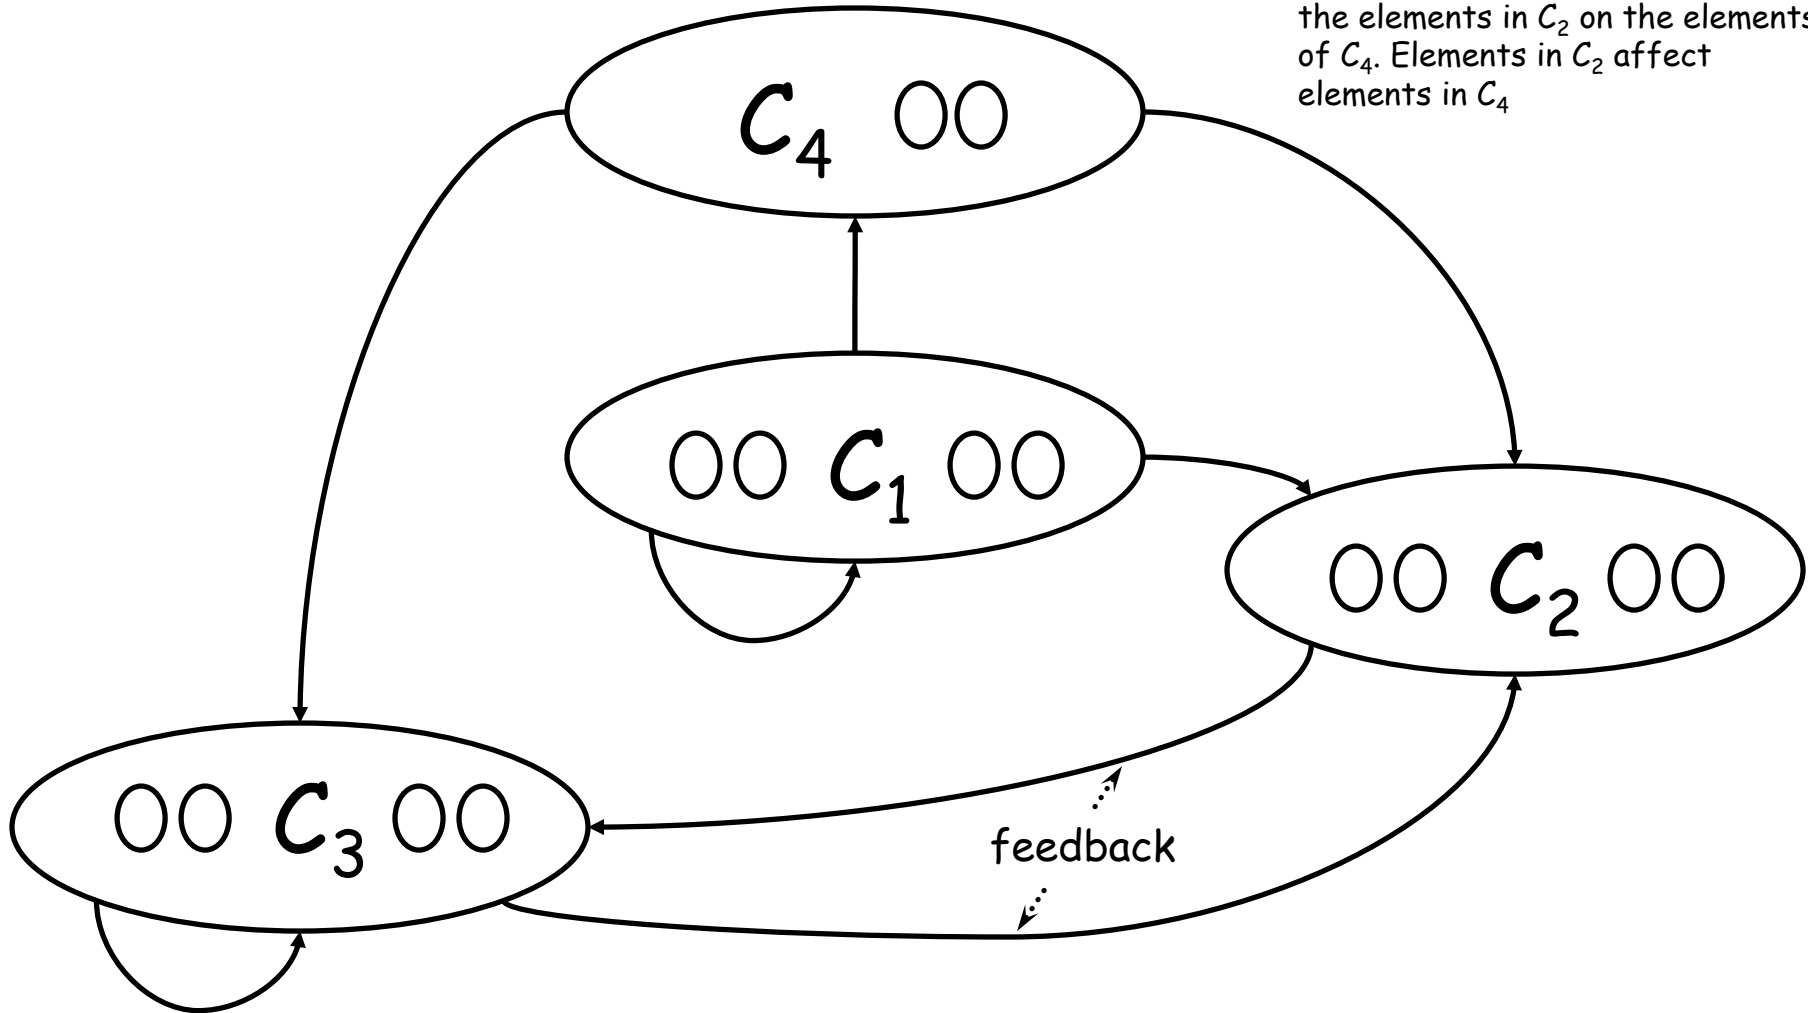 the elements in C₂ on the elements
of C₄. Elements in C₂ affect
elements in C₄
C₄
C₁
C₂
C₃
feedback